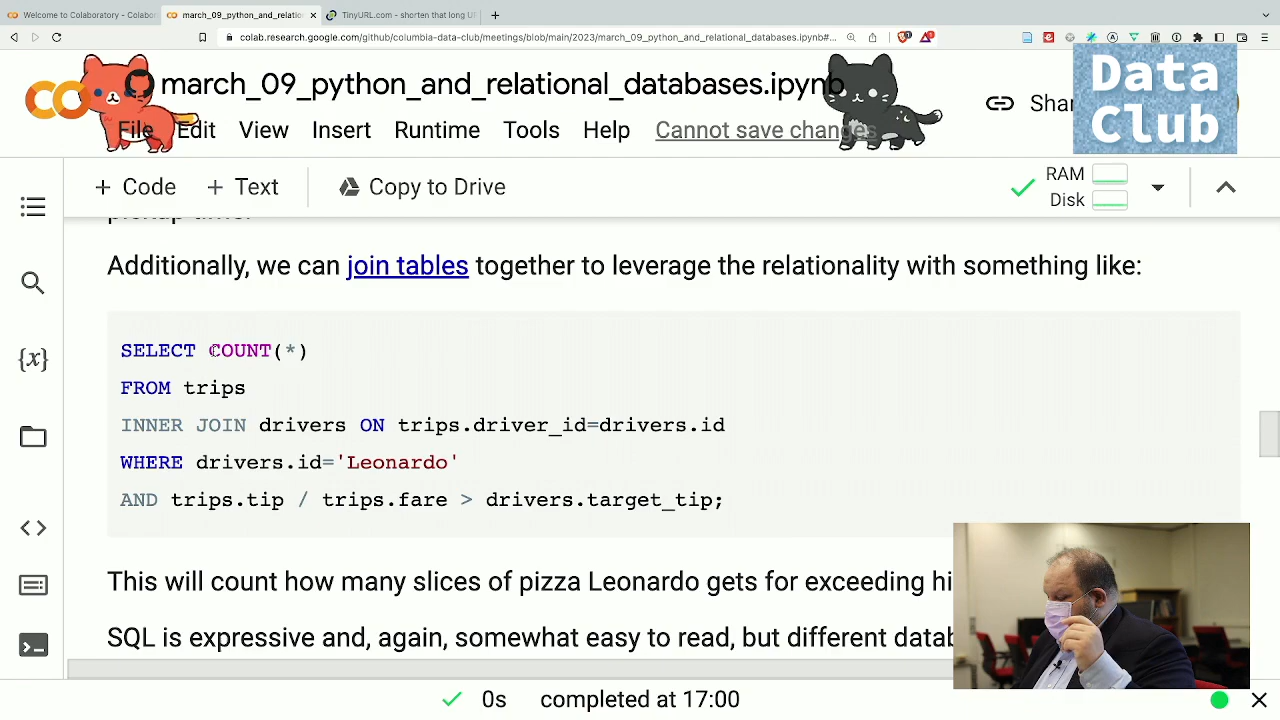 Welcome to Colaboratory - Colabor
march_09_python_and_relatio
TinyURL.com - shorten that long U
colab.research.google.com/github/columbia-data-club/meetings/blob/main/2023/march_09_python_and_relational_databases.ipynb#...
march_09_python_and_relational_databases.ipynb
Shar
Data
Club
File Edit View Insert Runtime Tools Help Cannot save changes
+ Code + Text Copy to Drive
RAM
Disk
pickup time.
Additionally, we can join tables together to leverage the relationality with something like:
SELECT COUNT(*)
FROM trips
INNER JOIN drivers ON trips.driver_id=drivers.id
WHERE drivers.id='Leonardo'
AND trips.tip / trips.fare > drivers.target_tip;
This will count how many slices of pizza Leonardo gets for exceeding hi
SQL is expressive and, again, somewhat easy to read, but different datab
0s completed at 17:00